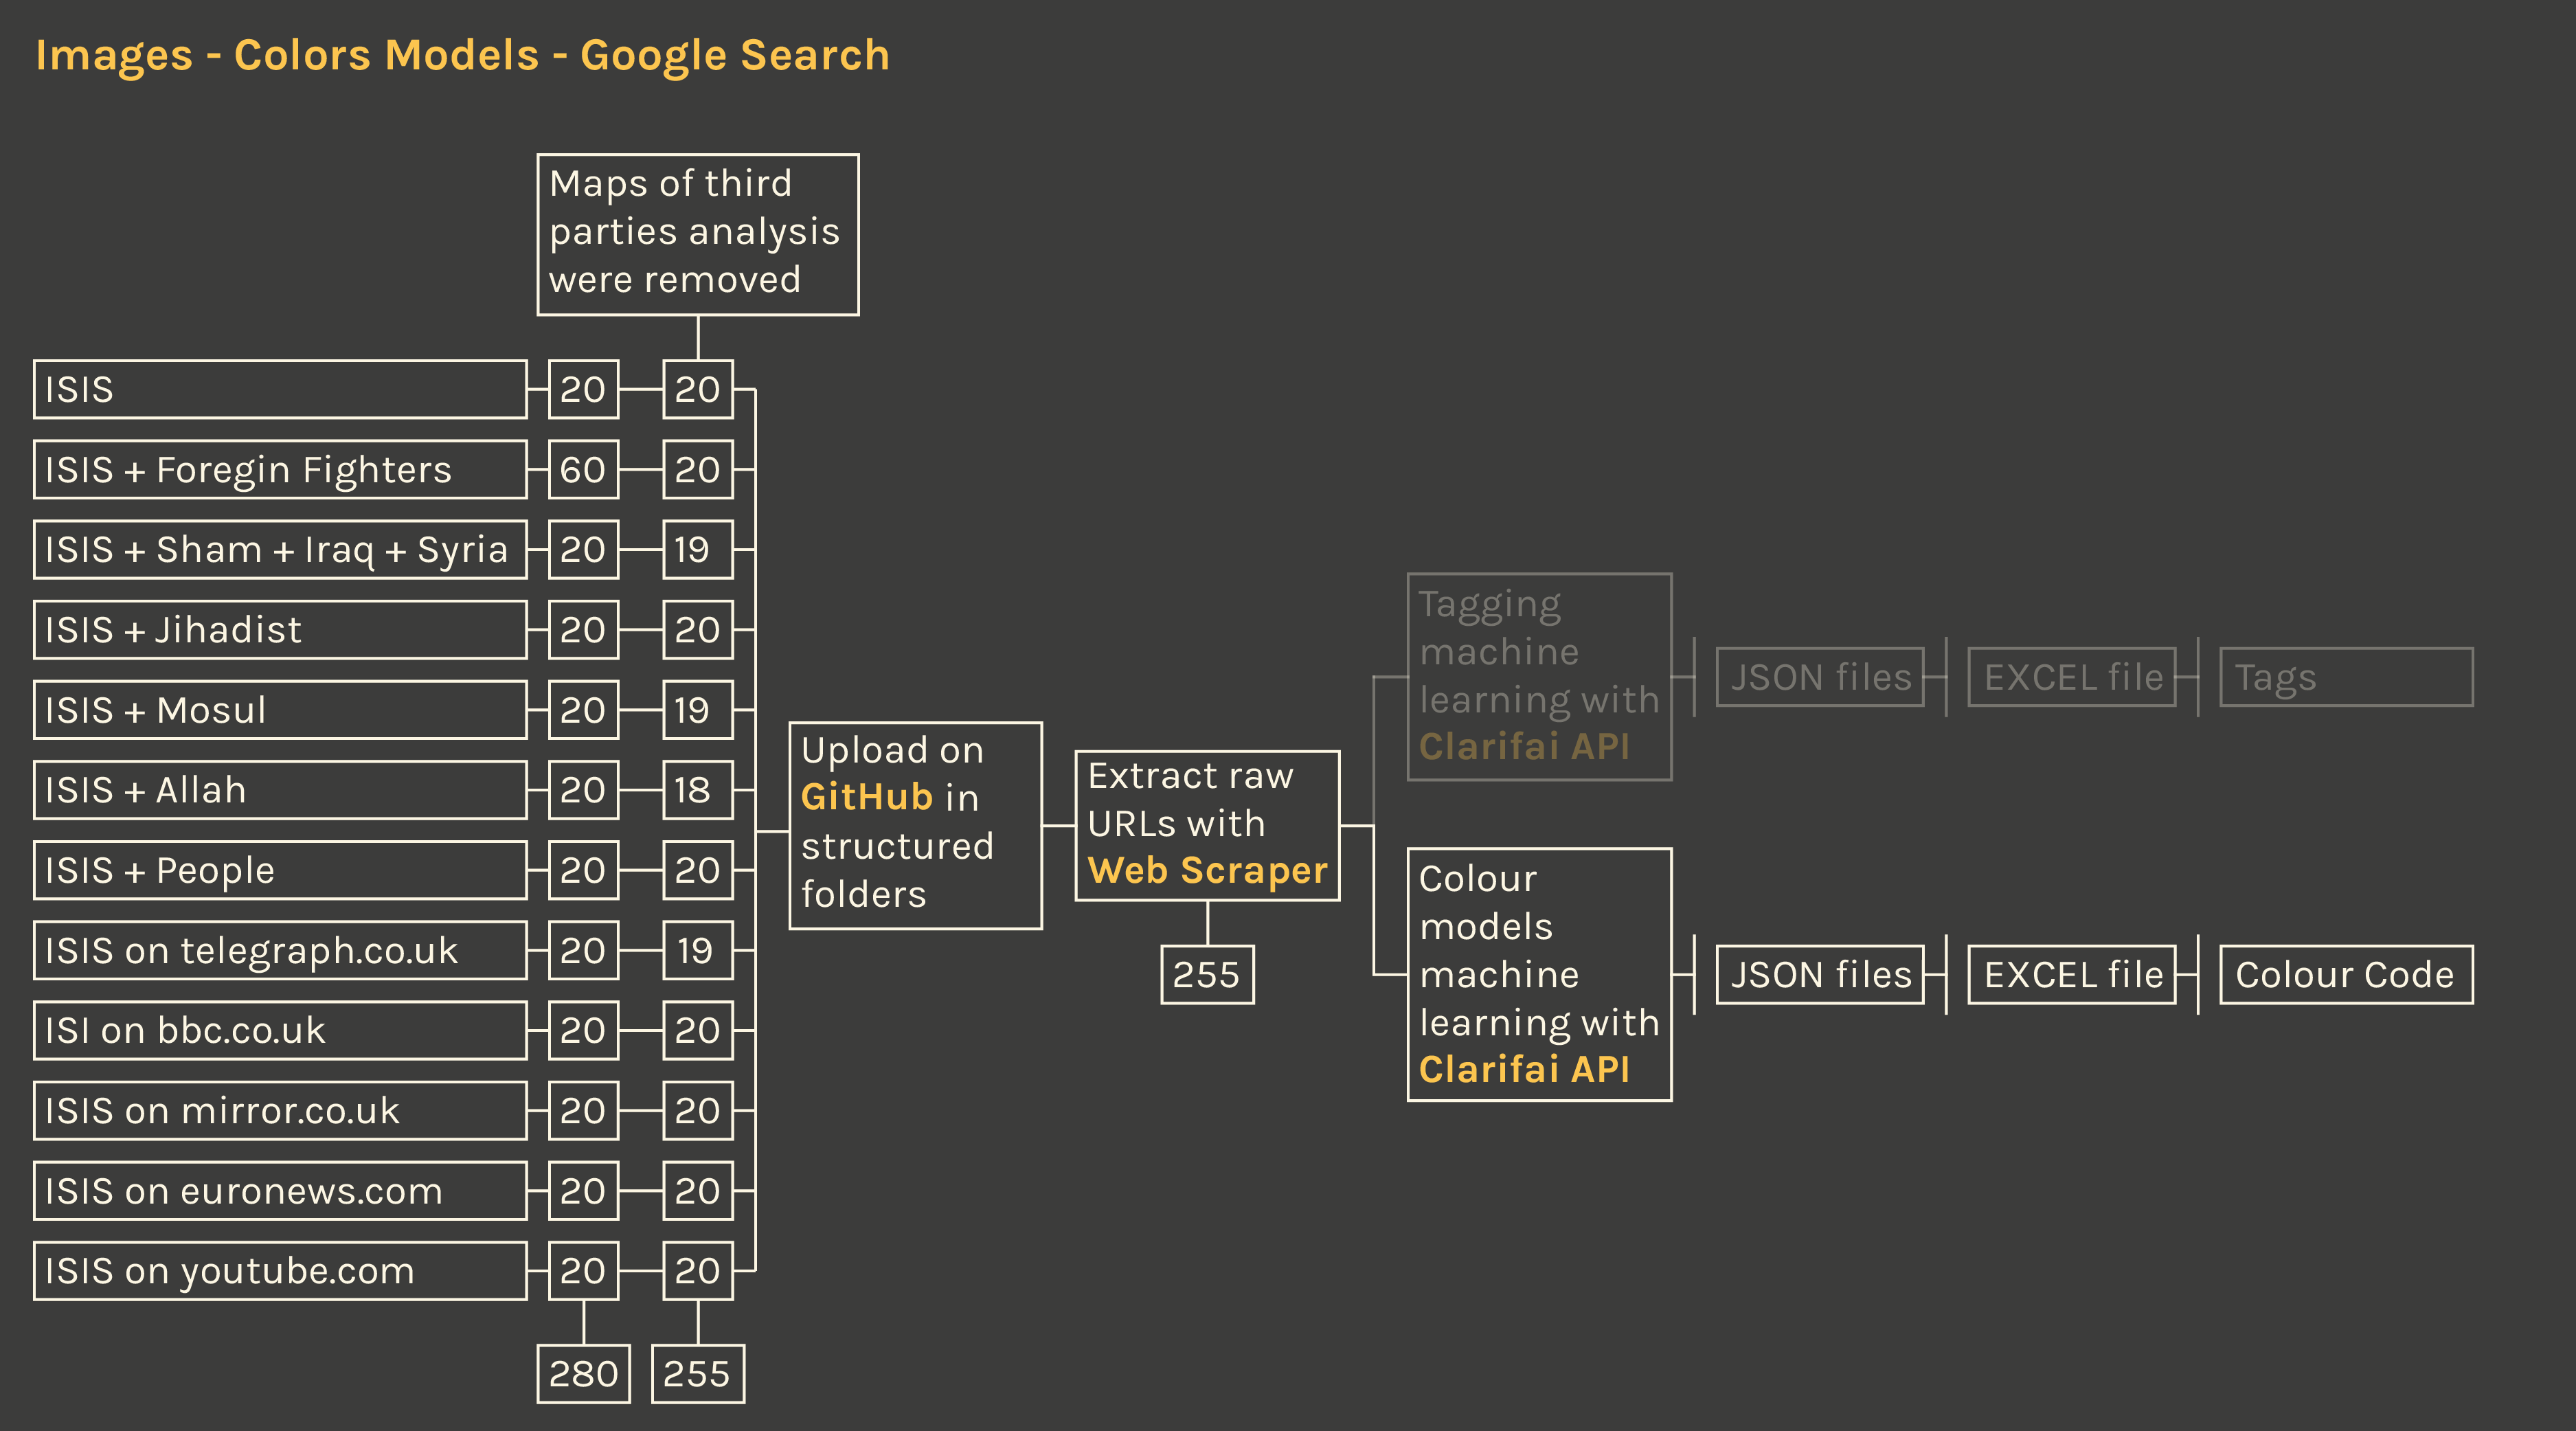 Images - Colors Models - Google Search
Maps of third
parties analysis
were removed
ISIS 20 20
ISIS + Foregin Fighters 60 20
ISIS + Sham + Iraq + Syria 20 19
ISIS + Jihadist 20 20
ISIS + Mosul 20 19
ISIS + Allah 20 18
ISIS + People 20 20
ISIS on telegraph.co.uk 20 19
ISI on bbc.co.uk 20 20
ISIS on mirror.co.uk 20 20
ISIS on euronews.com 20 20
ISIS on youtube.com 20 20
280 255
Upload on
GitHub in
structured
folders
Extract raw
URLs with
Web Scraper
255
Tagging
machine
learning with
Clarifai API
JSON files
EXCEL file
Tags
Colour
models
machine
learning with
Clarifai API
JSON files
EXCEL file
Colour Code